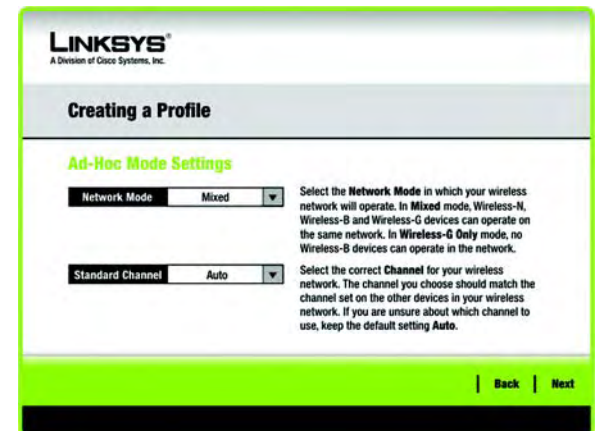 LINKSYS®
A Division of Cisco Systems, Inc.
Creating a Profile
Ad-Hoc Mode Settings
Network Mode Mixed
Select the Network Mode in which your wireless
network will operate. In Mixed mode, Wireless-N,
Wireless-B and Wireless-G devices can operate on
the same network. In Wireless-G Only mode, no
Wireless-B devices can operate in the network.
Standard Channel Auto
Select the correct Channel for your wireless
network. The channel you choose should match the
channel set on the other devices in your wireless
network. If you are unsure about which channel to
use, keep the default setting Auto.
Back Next